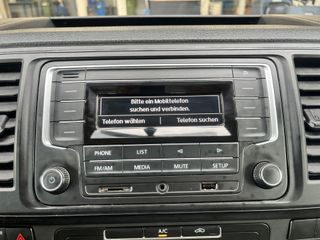 Bitte ein Mobiltelefon
suchen und verbinden.
Telefon wählen Telefon suchen
PHONE LIST
FM/AM MEDIA MUTE SETUP
A/C